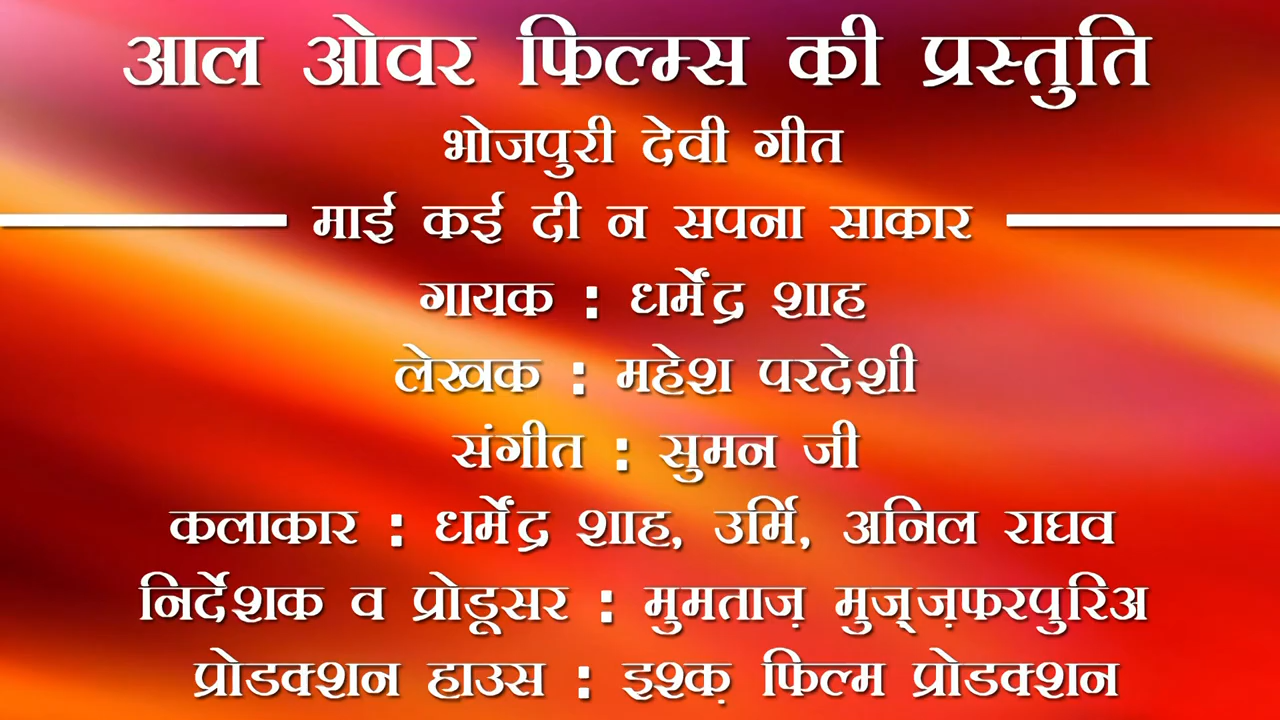 आल ओवर फिल्म्स की प्रस्तुति
भोजपुरी देवी गीत
माई कई दी न सपना साकार
गायक : धर्मेंद्र शाह
लेखक : महेश परदेशी
संगीत : सुमन जी
कलाकार : धर्मेंद्र शाह, उर्मि, अनिल राघव
निर्देशक व प्रोडूसर : मुमताज़ मुज़्ज़फरपुरिअ
प्रोडक्शन हाउस : इश्क़ फिल्म प्रोडक्शन